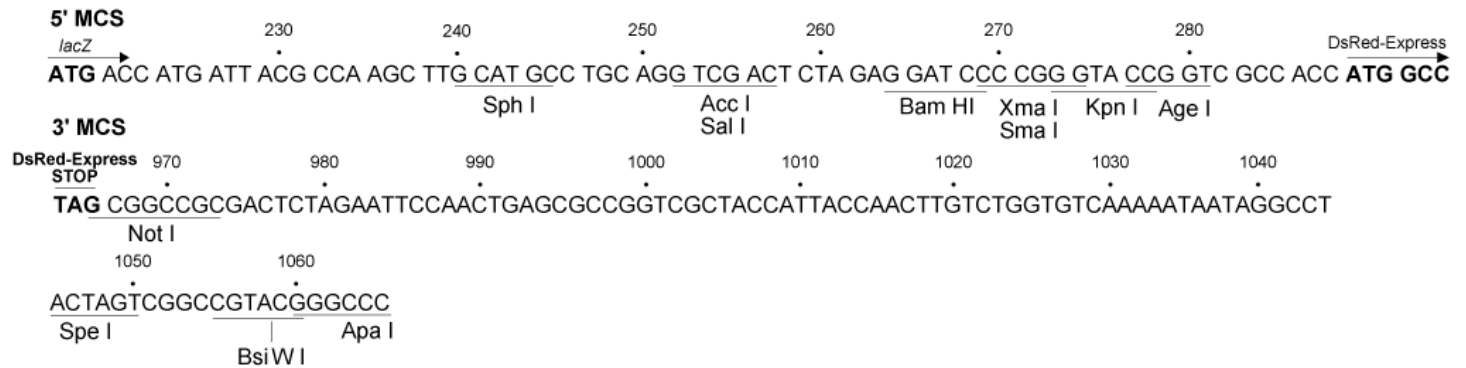 5' MCS
lacZ 230 240 250 260 270 280 DsRed-Express
ATG ACC ATG ATT ACG CCA AGC TTG CAT GCC TGC AGG TCG ACT CTA GAG GAT CCC CGG GTA CCG GTC GCC ACC ATG GCC
Sph I Acc I Bam HI Xma I Kpn I Age I
Sal I Sma I
3' MCS
DsRed-Express 970 980 990 1000 1010 1020 1030 1040
STOP
TAG CGGCCGCGACTCTAGAATTCCAACTGAGCGCCGGTCGCTACCATTACCAACTTGTCTGGTGTCAAAAATAATAGGCCT
Not I
1050 1060
ACTAGTCGGCCGTACGGGCCC
Spe I Apa I
BsiW I